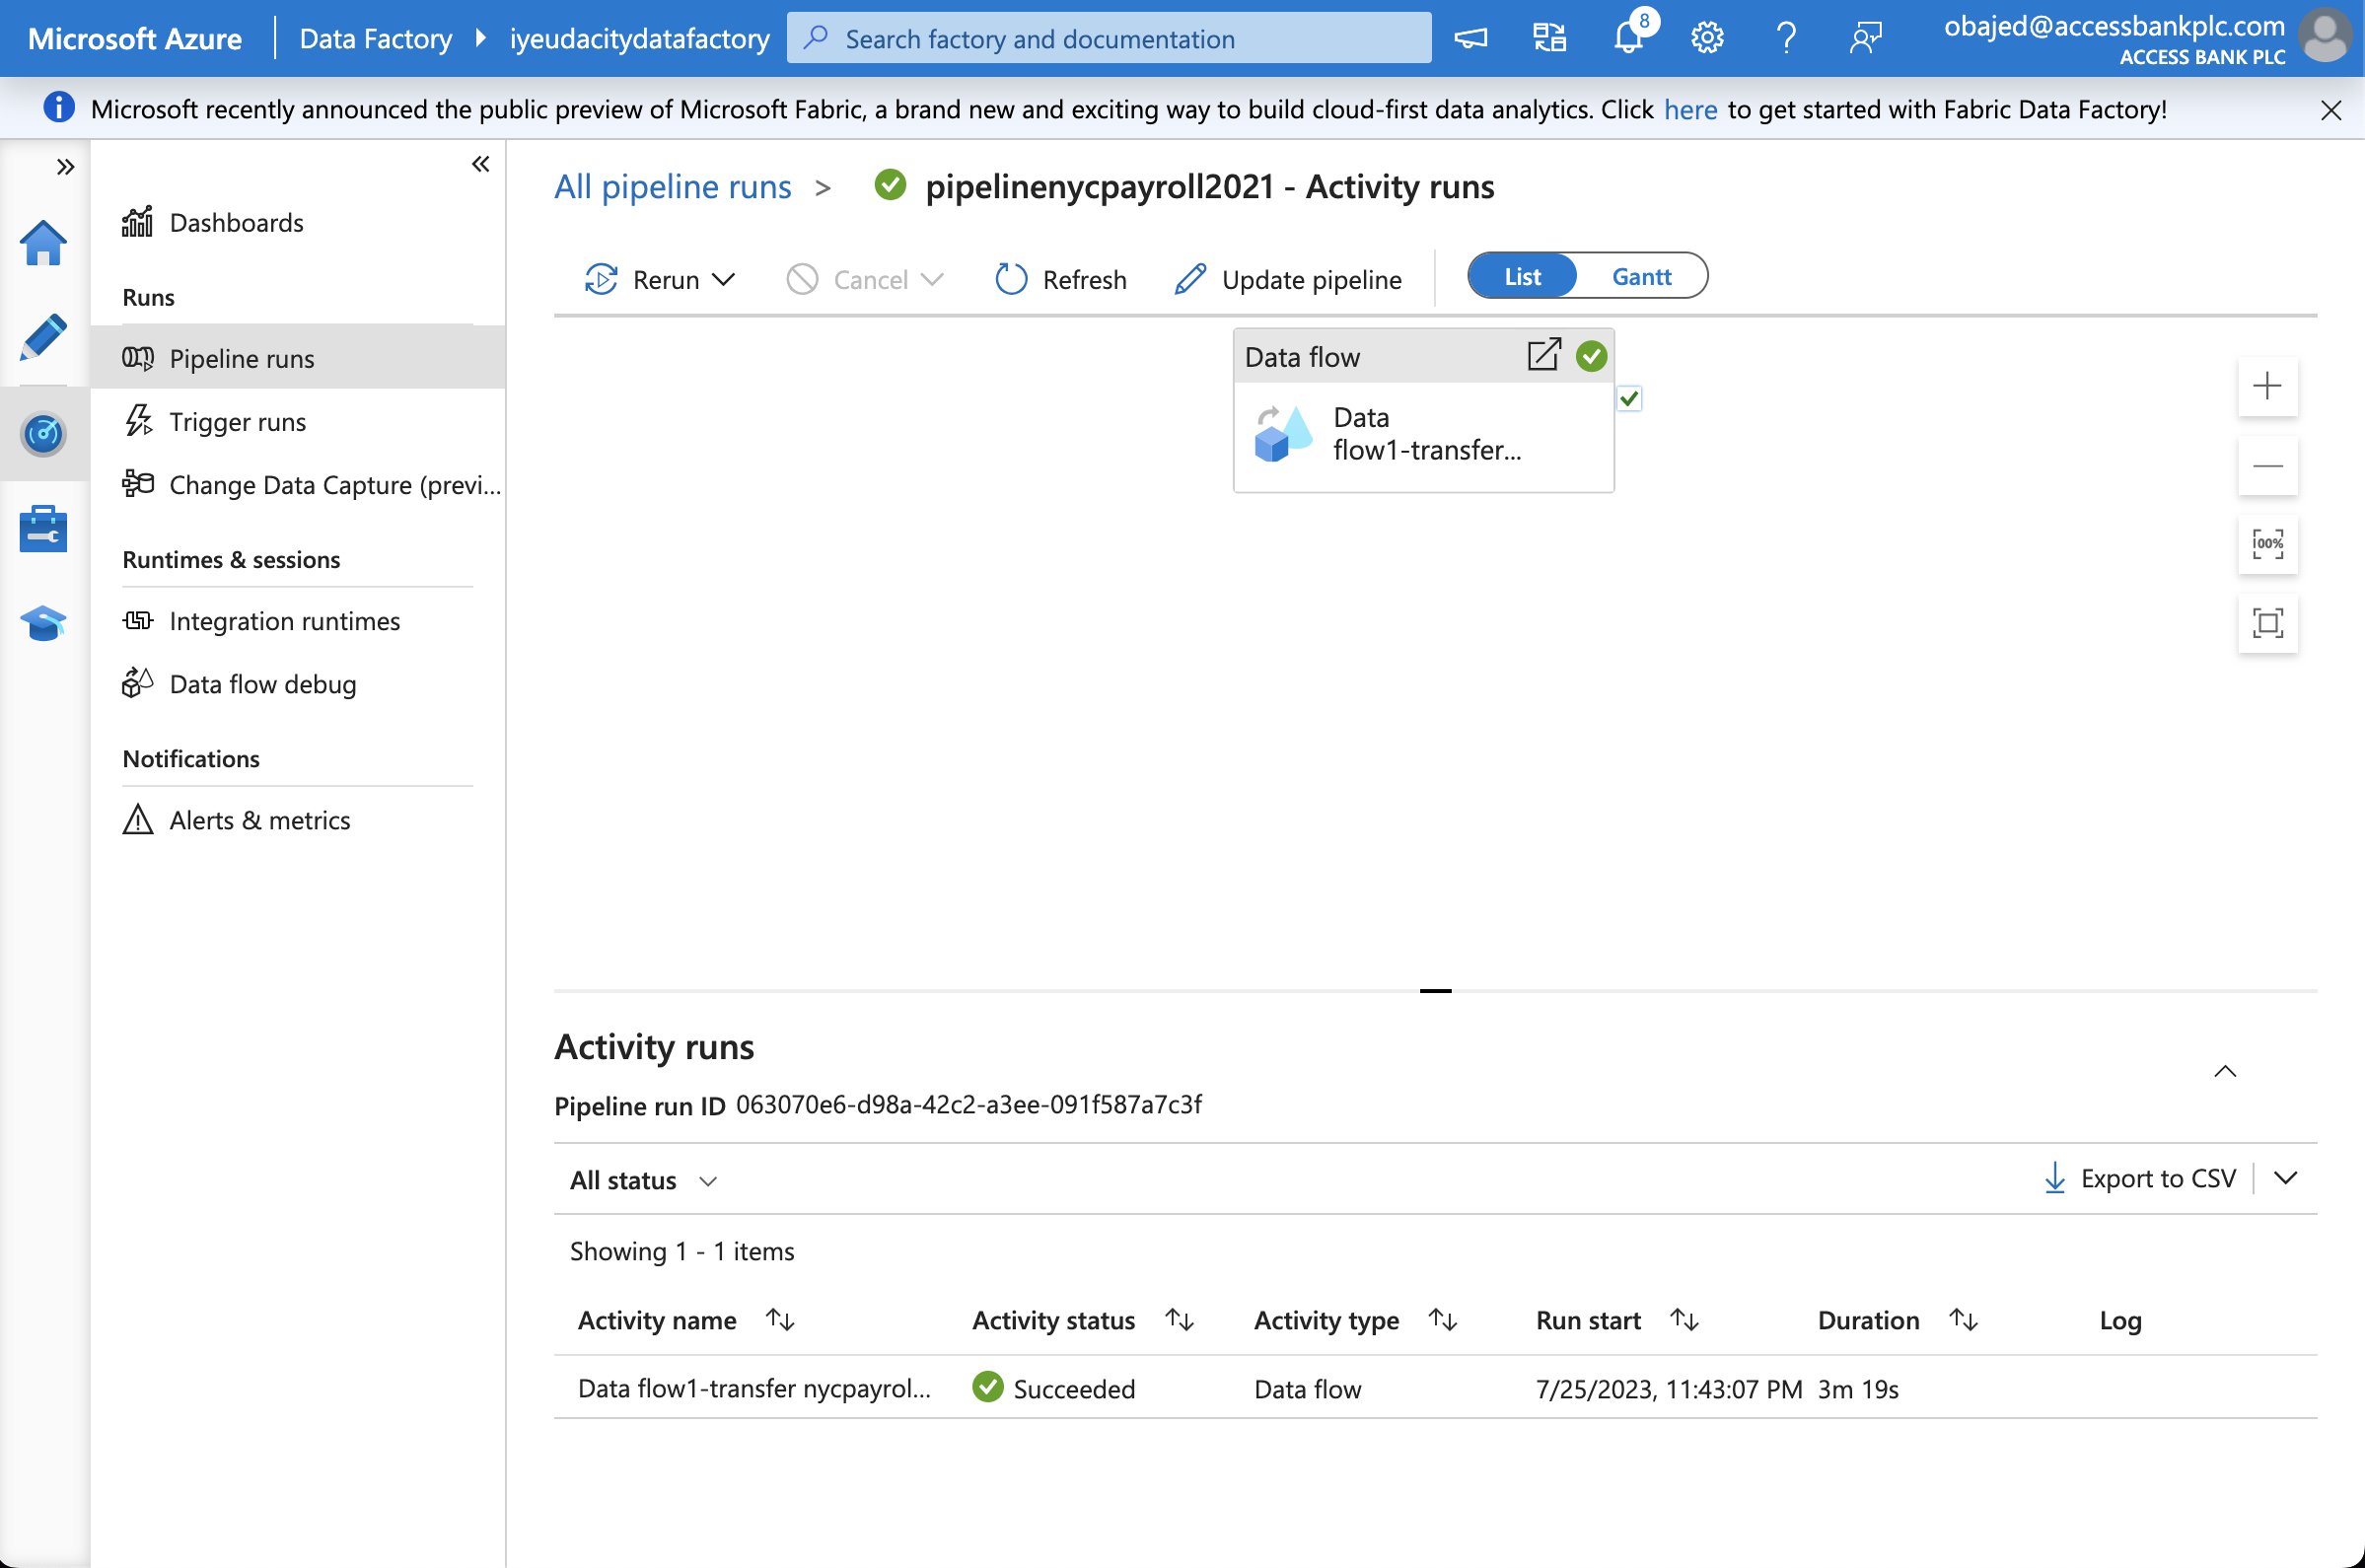 Microsoft Azure
Data Factory
iyeudacitydatafactory
Search factory and documentation
8
obajed@accessbankplc.com
ACCESS BANK PLC
Microsoft recently announced the public preview of Microsoft Fabric, a brand new and exciting way to build cloud-first data analytics. Click here to get started with Fabric Data Factory!
Dashboards
Runs
Pipeline runs
Trigger runs
Change Data Capture (previ...
Runtimes & sessions
Integration runtimes
Data flow debug
Notifications
Alerts & metrics
All pipeline runs > pipelinenycpayroll2021 - Activity runs
Rerun
Cancel
Refresh
Update pipeline
List
Gantt
Data flow
Data
flow1-transfer...
100%
Activity runs
Pipeline run ID 063070e6-d98a-42c2-a3ee-091f587a7c3f
All status
Export to CSV
Showing 1 - 1 items
Activity name Activity status Activity type Run start Duration Log
Data flow1-transfer nycpayrol... Succeeded Data flow 7/25/2023, 11:43:07 PM 3m 19s